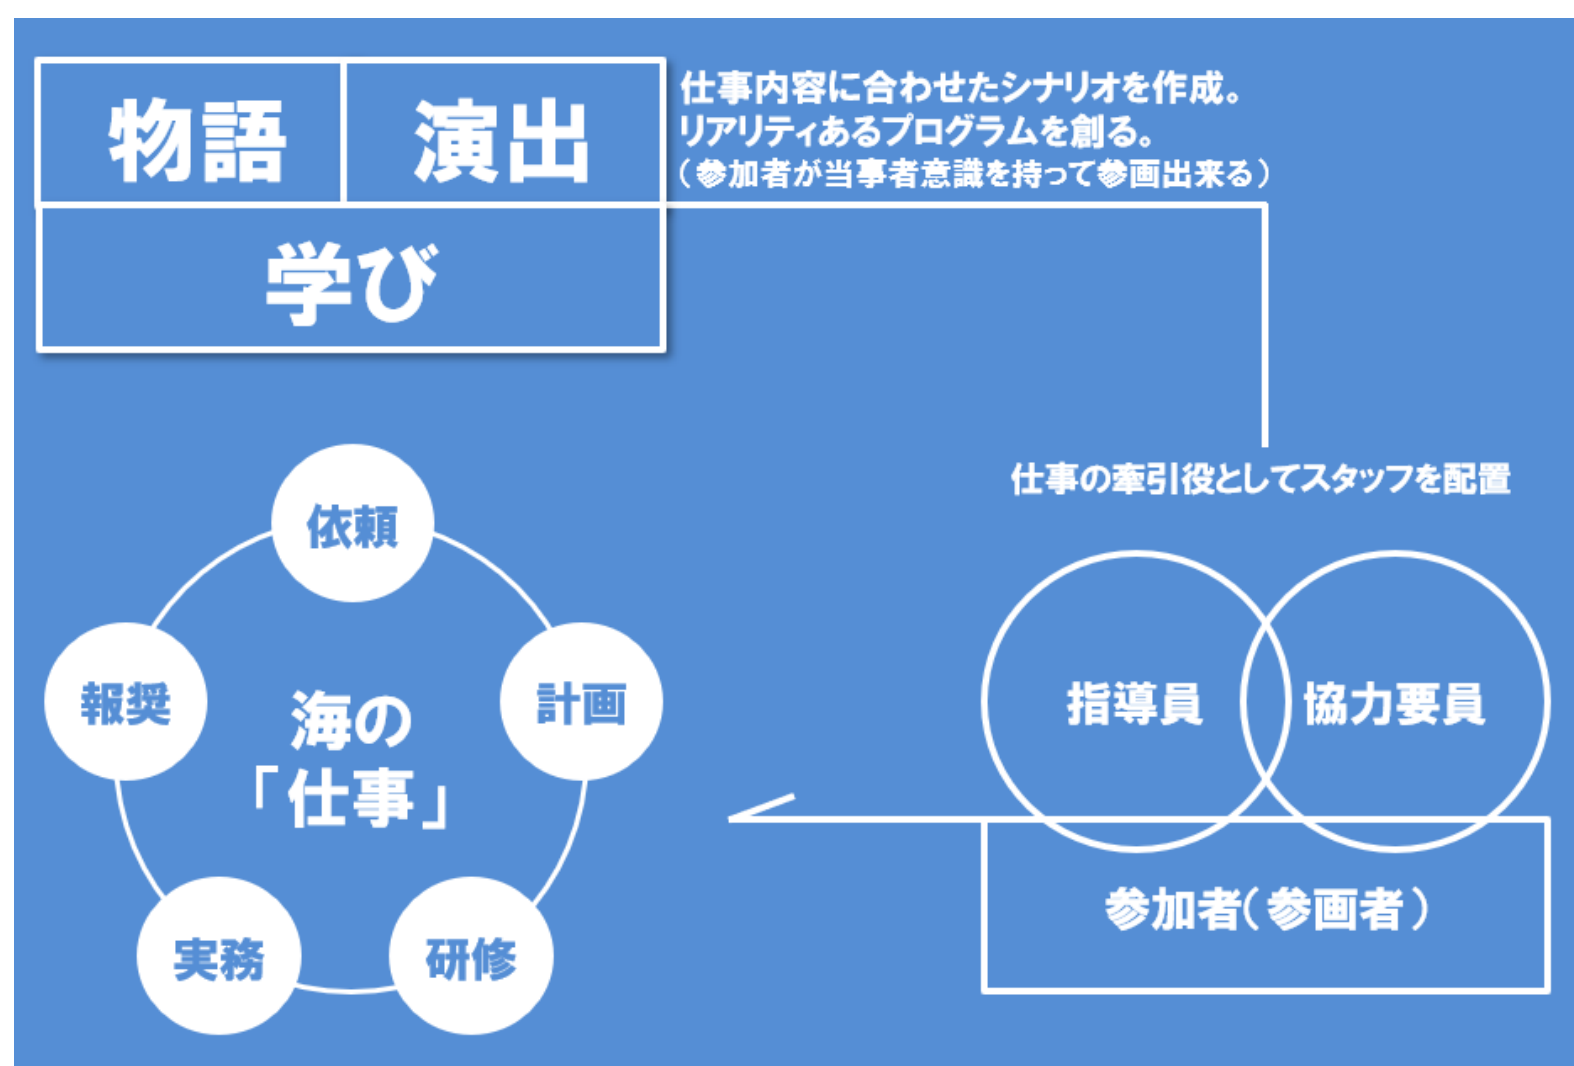 物語
演出
仕事内容に合わせたシナリオを作成。
リアリティあるプログラムを創る。
（参加者が当事者意識を持って参画出来る）
学び
仕事の牽引役としてスタッフを配置
依頼
報奨
計画
海の
「仕事」
実務
研修
指導員
協力要員
参加者（参画者）